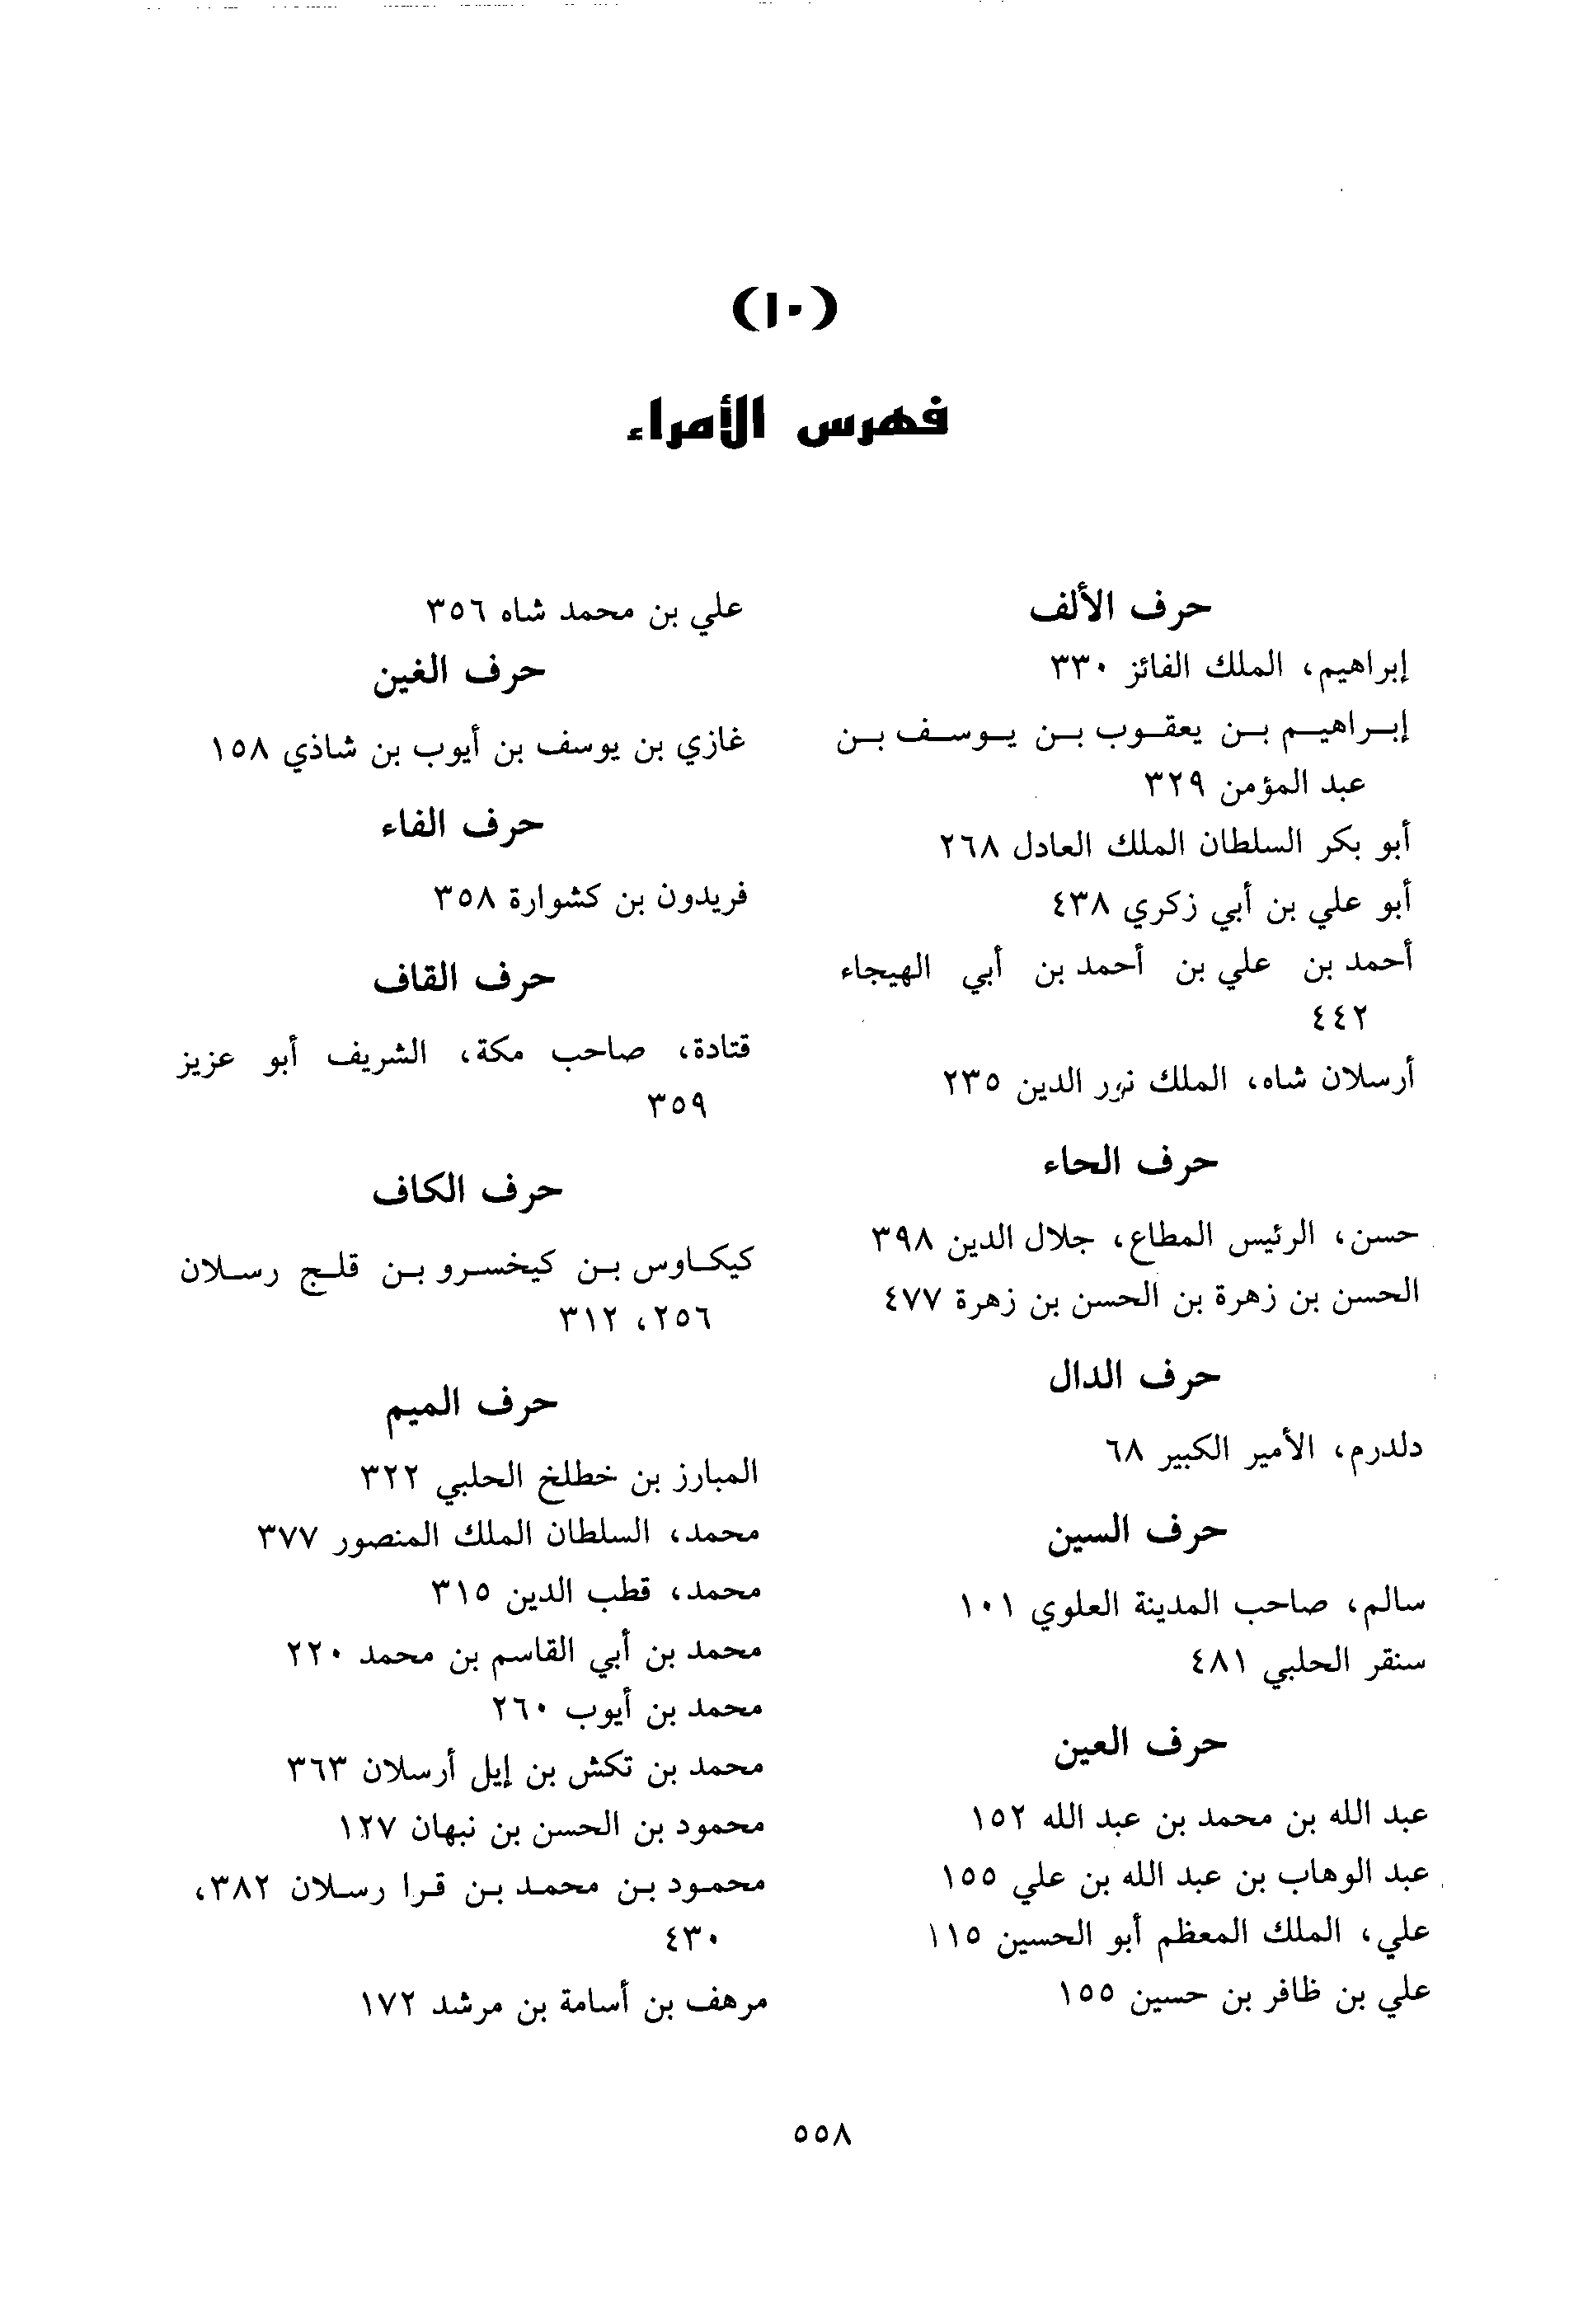 (١٠)
فهرس الأمراء
حرف الألف
إبراهيم، الملك الفائز ٣٣٠
إبراهيم بن يعقوب بن يوسف بن
عبد المؤمن ٣٢٩
أبو بكر السلطان الملك العادل ٢٦٨
أبو علي بن أبي زكري ٤٣٨
أحمد بن علي بن أحمد بن أبي الهيجاء
٤٤٢
أرسلان شاه، الملك نور الدين ٢٣٥
حرف الحاء
حسن، الرئيس المطاع، جلال الدين ٣٩٨
الحسن بن زهرة بن الحسن بن زهرة ٤٧٧
حرف الدال
دلدرم، الأمير الكبير ٦٨
حرف السين
سالم، صاحب المدينة العلوي ١٠١
سنقر الحلبي ٤٨١
حرف العين
عبد الله بن محمد بن عبد الله ١٥٢
عبد الوهاب بن عبد الله بن علي ١٥٥
علي، الملك المعظم أبو الحسين ١١٥
علي بن ظافر بن حسين ١٥٥
علي بن محمد شاه ٣٥٦
حرف الغين
غازي بن يوسف بن أيوب بن شاذي ١٥٨
حرف الفاء
فريدون بن كشوارة ٣٥٨
حرف القاف
قتادة، صاحب مكة، الشريف أبو عزيز
٣٥٩
حرف الكاف
كيكاوس بن كيخسرو بن قلج رسلان
٢٥٦، ٣١٢
حرف الميم
المبارز بن خطلخ الحلبي ٣٢٢
محمد، السلطان الملك المنصور ٣٧٧
محمد، قطب الدين ٣١٥
محمد بن أبي القاسم بن محمد ٢٢٠
محمد بن أيوب ٢٦٠
محمد بن تكش بن إيل أرسلان ٣٦٣
محمود بن الحسن بن نبهان ١٢٧
محمود بن محمد بن قرا رسلان ٣٨٢،
٤٣٠
مرهف بن أسامة بن مرشد ١٧٢
٥٥٨